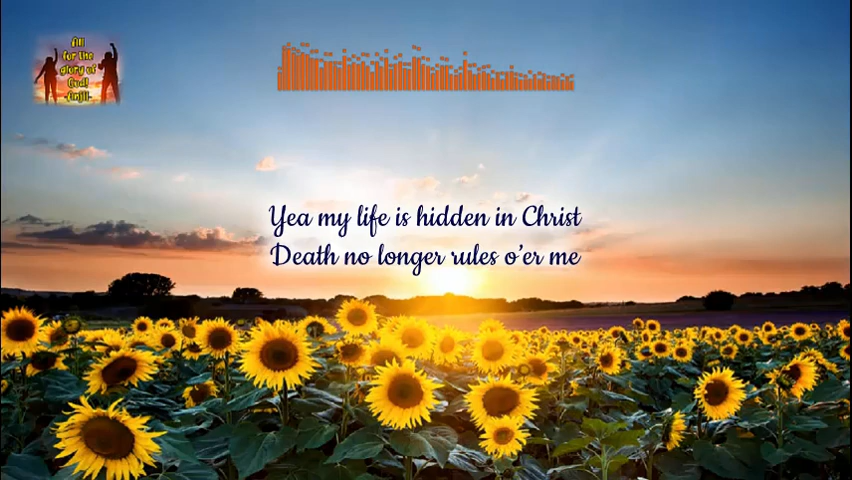 All
for the
glory of
God!
-Anjii-
Yea my life is hidden in Christ
Death no longer rules o'er me